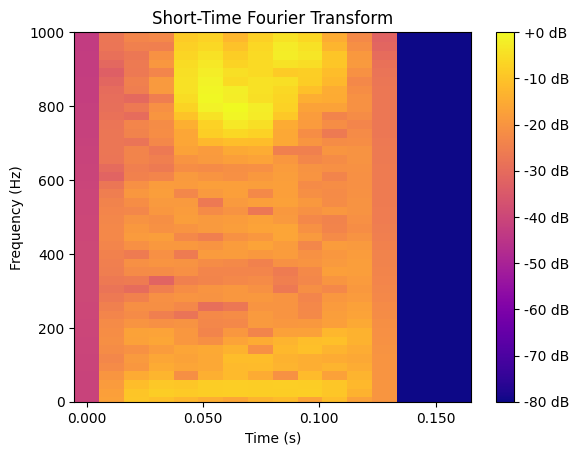 Short-Time Fourier Transform
Frequency (Hz)
1000
800
600
400
200
0
0.000
0.050
0.100
0.150
Time (s)
+0 dB
-10 dB
-20 dB
-30 dB
-40 dB
-50 dB
-60 dB
-70 dB
-80 dB